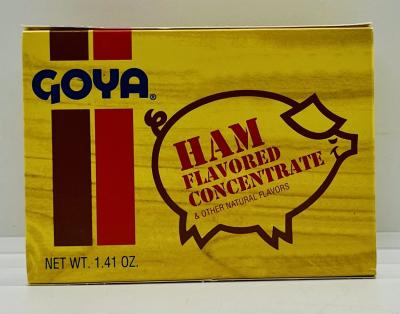 GOYA®
HAM
FLAVORED
CONCENTRATE
& OTHER NATURAL FLAVORS
NET WT. 1.41 OZ.